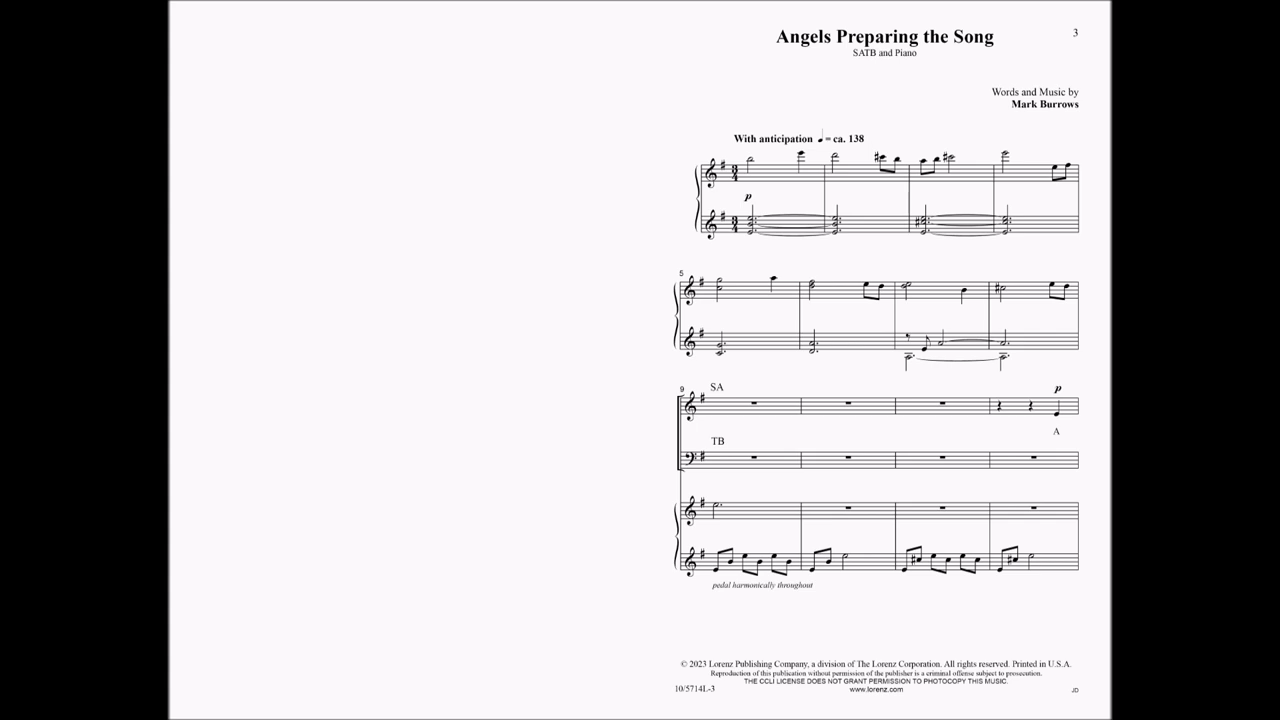 Angels Preparing the Song
3
SATB and Piano
Words and Music by
Mark Burrows
With anticipation ♩ = ca. 138
p
5
9
SA
p
A
TB
pedal harmonically throughout
© 2023 Lorenz Publishing Company, a division of The Lorenz Corporation. All rights reserved. Printed in U.S.A.
Reproduction of this publication without permission of the publisher is a criminal offense subject to prosecution.
THE CCLI LICENSE DOES NOT GRANT PERMISSION TO PHOTOCOPY THIS MUSIC.
10/5714L-3
www.lorenz.com
JD